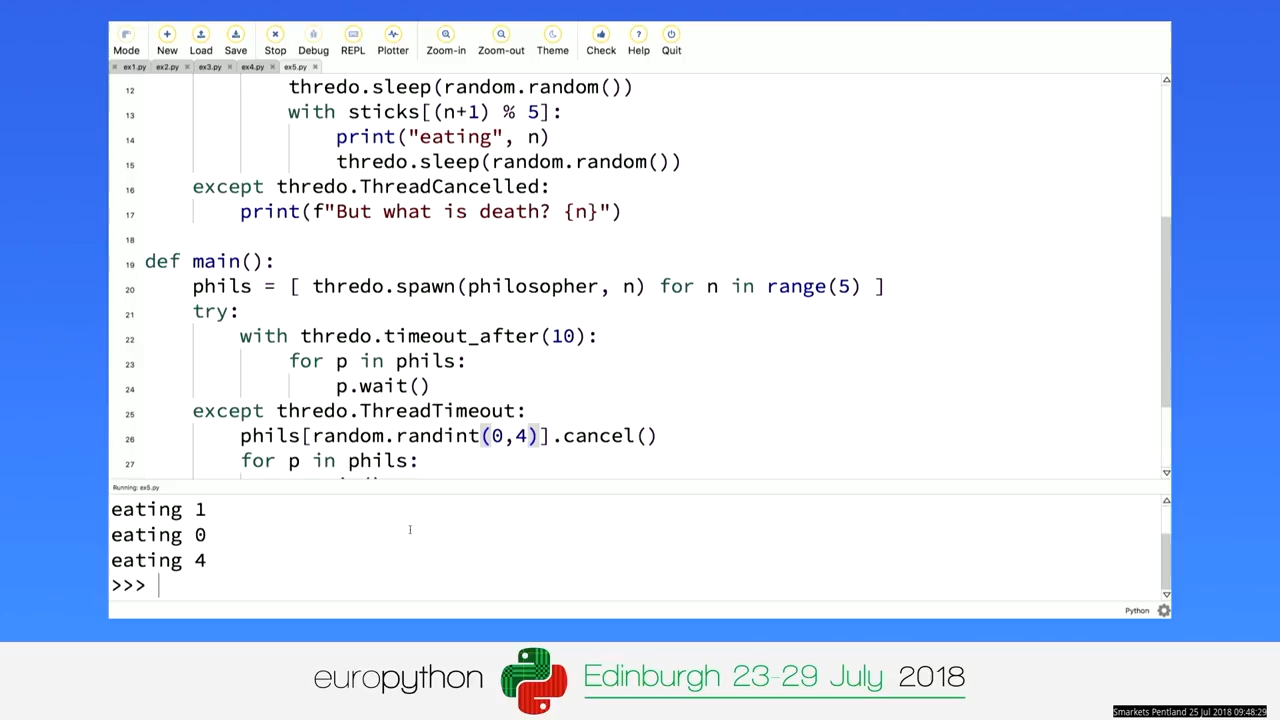 Mode New Load Save Stop Debug REPL Plotter Zoom-in Zoom-out Theme Check Help Quit
ex1.py ex2.py ex3.py ex4.py ex5.py
12 thredo.sleep(random.random())
13 with sticks[(n+1) % 5]:
14 print("eating", n)
15 thredo.sleep(random.random())
16 except thredo.ThreadCancelled:
17 print(f"But what is death? {n}")
18
19 def main():
20 phils = [ thredo.spawn(philosopher, n) for n in range(5) ]
21 try:
22 with thredo.timeout_after(10):
23 for p in phils:
24 p.wait()
25 except thredo.ThreadTimeout:
26 phils[random.randint(0,4)].cancel()
27 for p in phils:
Running: ex5.py
eating 1
eating 0
eating 4
>>>
Python
europython Edinburgh 23-29 July 2018
Smarkets Pentland 25 Jul 2018 09:48:29